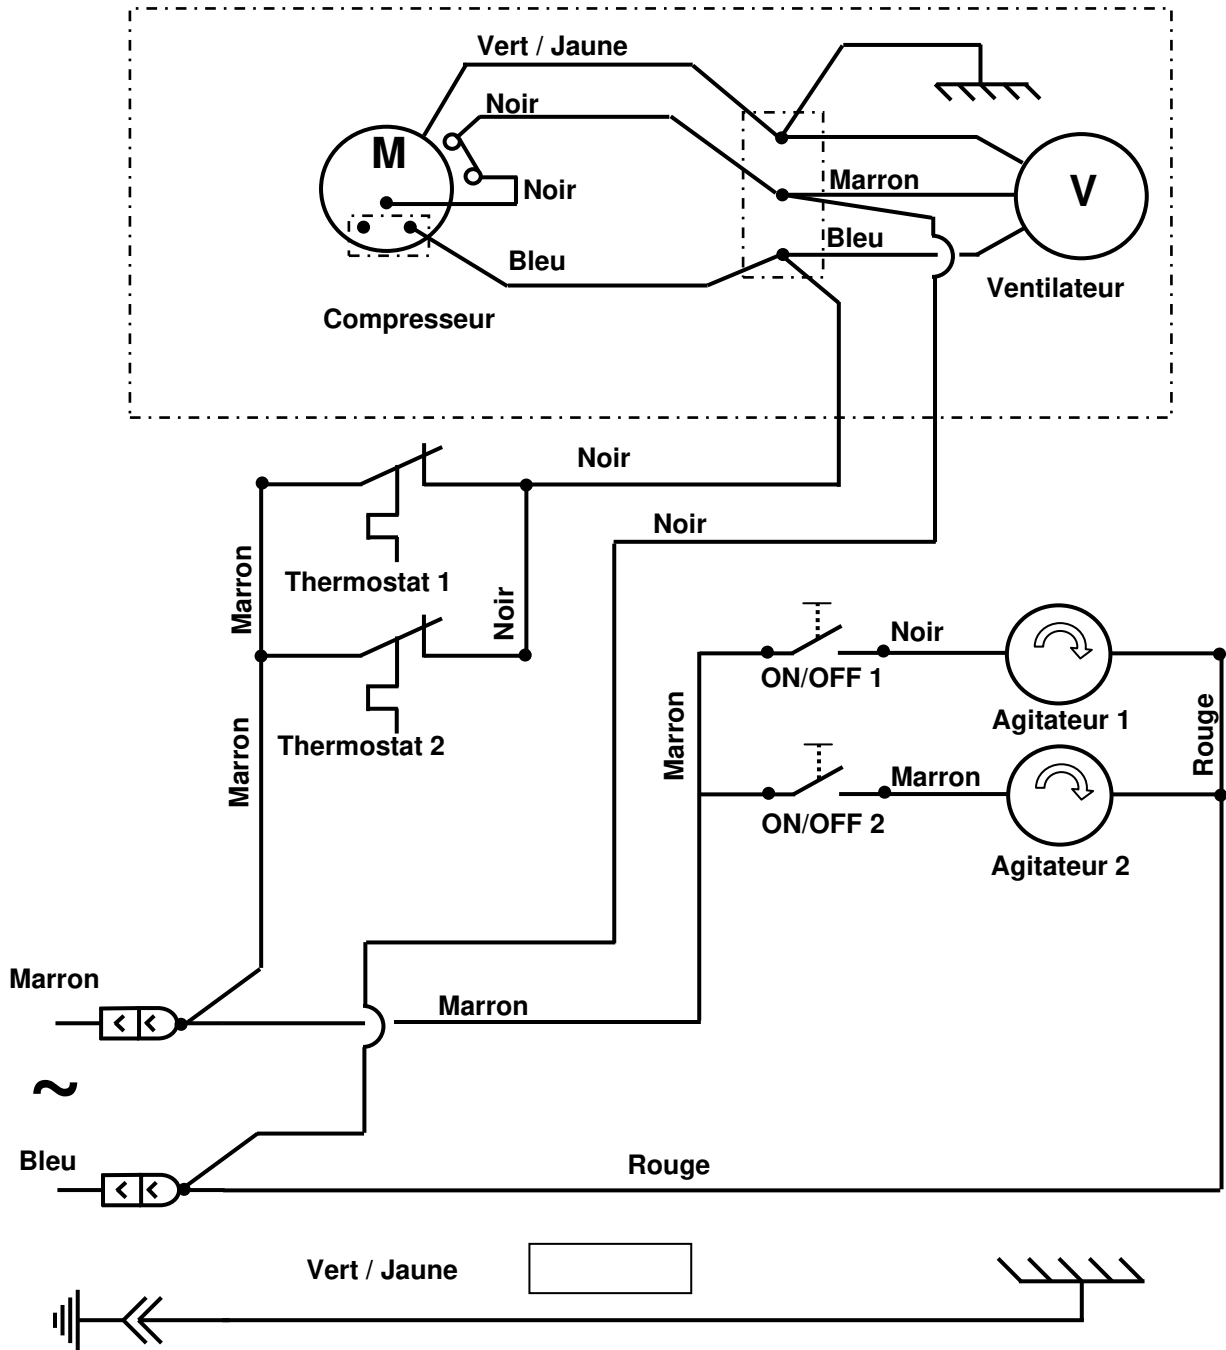 Vert / Jaune
Noir
M
Noir
Marron
V
Bleu
Bleu
Ventilateur
Compresseur
Noir
Noir
Marron
Thermostat 1
Noir
Noir
ON/OFF 1
Marron
Agitateur 1
Rouge
Marron
Thermostat 2
Marron
ON/OFF 2
Agitateur 2
Marron
Marron
~
Bleu
Rouge
Vert / Jaune